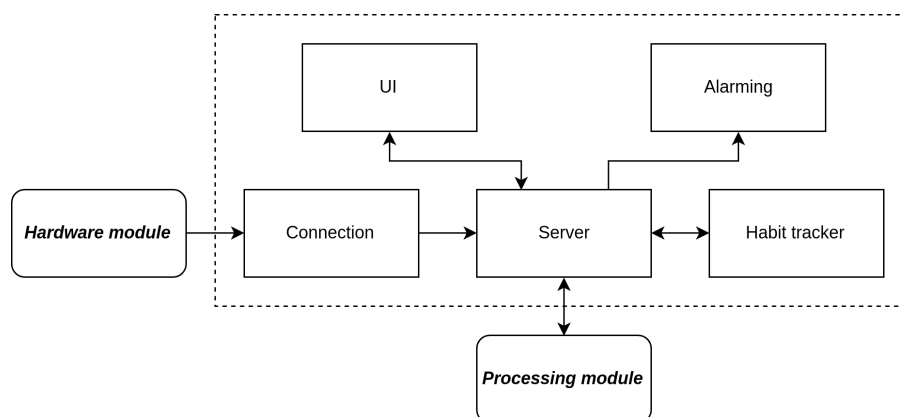 UI
Alarming
Hardware module
Connection
Server
Habit tracker
Processing module